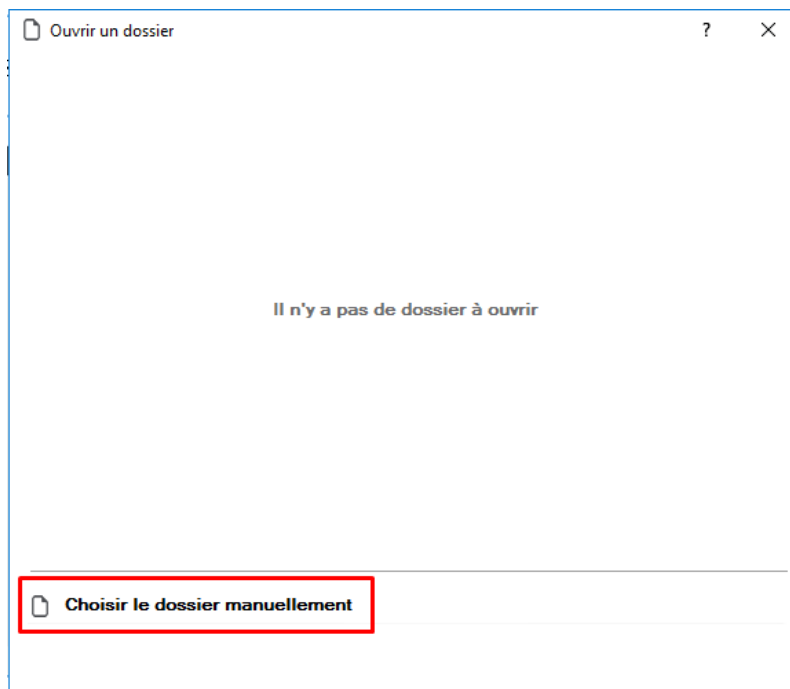 Ouvrir un dossier
?
Il n'y a pas de dossier à ouvrir
Choisir le dossier manuellement